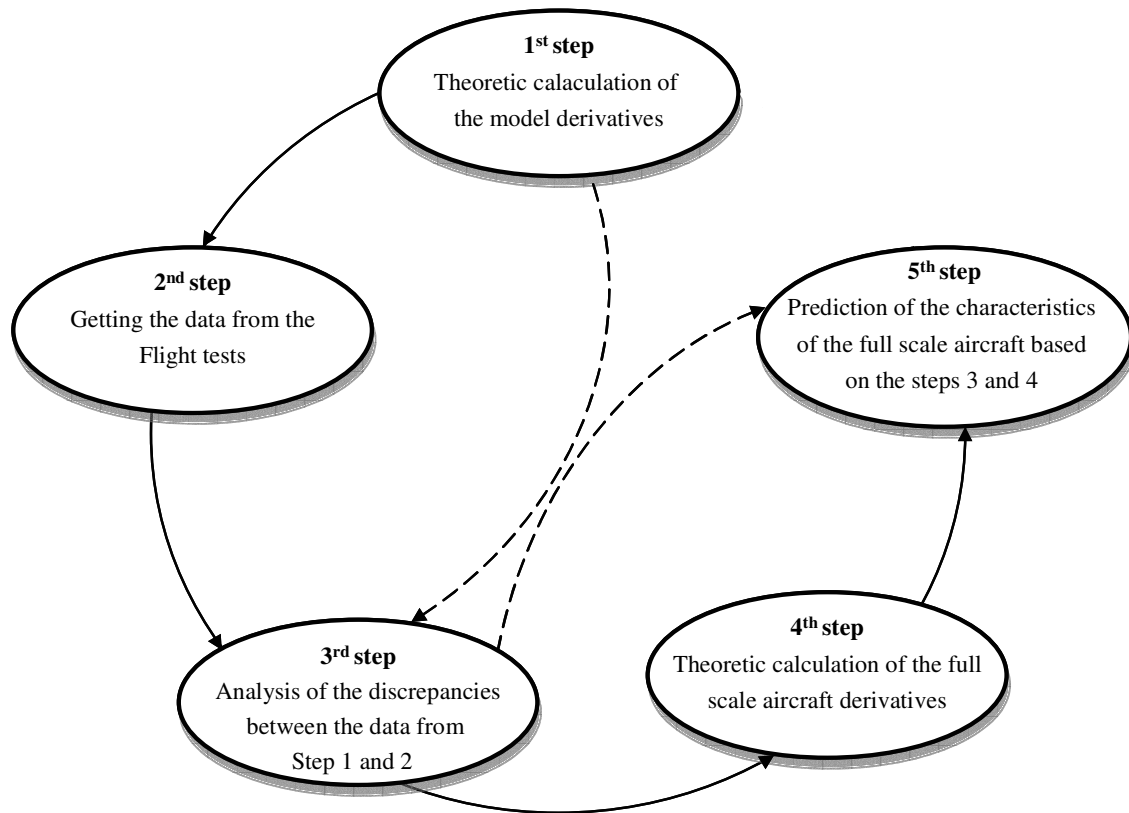 1st step
Theoretic calaculation of
the model derivatives
2nd step
Getting the data from the
Flight tests
5th step
Prediction of the characteristics
of the full scale aircraft based
on the steps 3 and 4
3rd step
Analysis of the discrepancies
between the data from
Step 1 and 2
4th step
Theoretic calculation of the full
scale aircraft derivatives